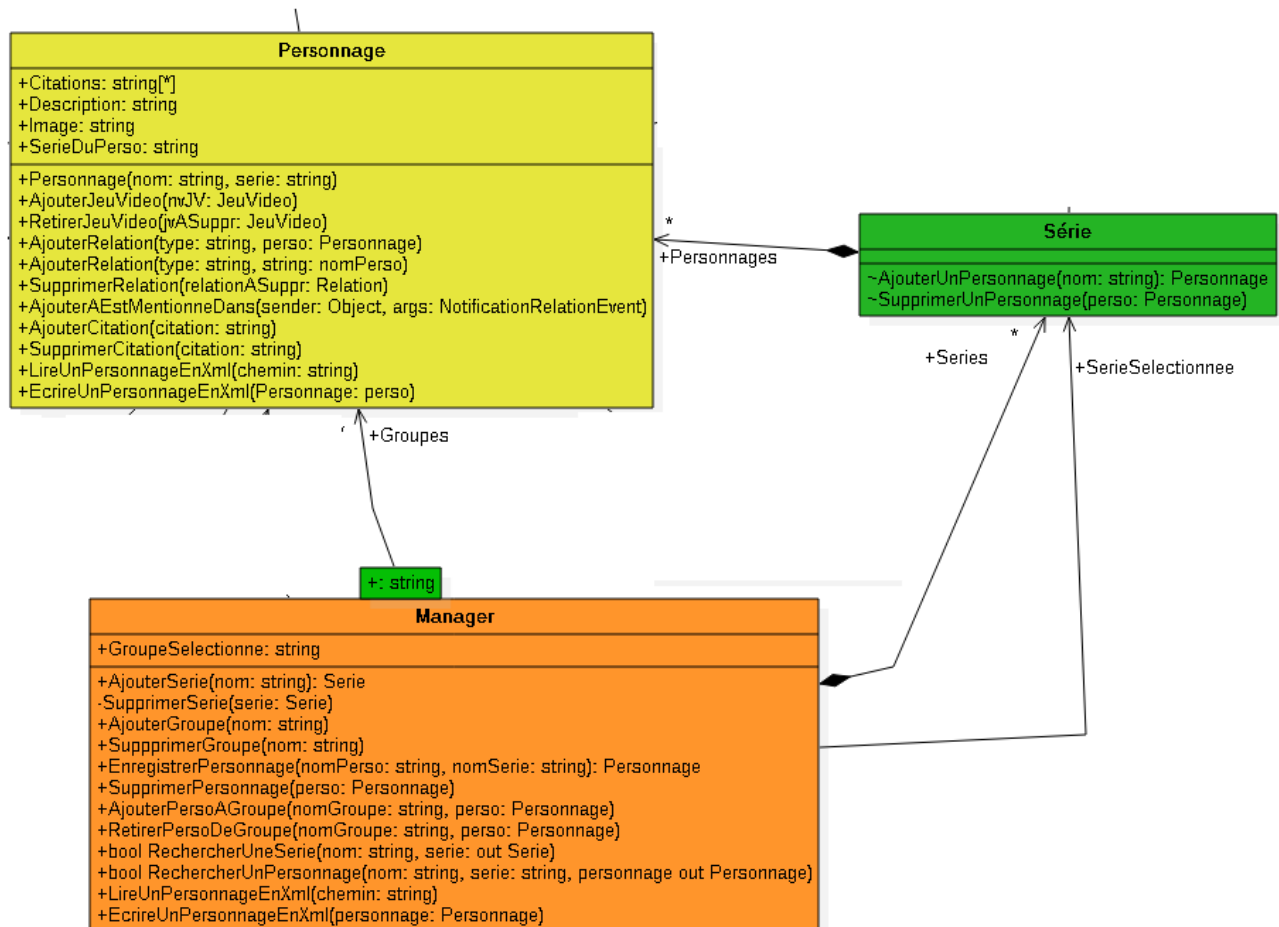 Personnage
+Citations: string[*]
+Description: string
+Image: string
+SerieDuPerso: string
+Personnage(nom: string, serie: string)
+AjouterJeuVideo(nvJV: JeuVideo)
+RetirerJeuVideo(jvASuppr: JeuVideo)
+AjouterRelation(type: string, perso: Personnage)
+AjouterRelation(type: string, string: nomPerso)
+SupprimerRelation(relationASuppr: Relation)
+AjouterAEstMentionneDans(sender: Object, args: NotificationRelationEvent)
+AjouterCitation(citation: string)
+SupprimerCitation(citation: string)
+LireUnPersonnageEnXml(chemin: string)
+EcrireUnPersonnageEnXml(Personnage: perso)
*
+Personnages
Série
~AjouterUnPersonnage(nom: string): Personnage
~SupprimerUnPersonnage(perso: Personnage)
*
+Series
+SerieSelectionnee
+Groupes
+: string
Manager
+GroupeSelectionne: string
+AjouterSerie(nom: string): Serie
-SupprimerSerie(serie: Serie)
+AjouterGroupe(nom: string)
+SuppprimerGroupe(nom: string)
+EnregistrerPersonnage(nomPerso: string, nomSerie: string): Personnage
+SupprimerPersonnage(perso: Personnage)
+AjouterPersoAGroupe(nomGroupe: string, perso: Personnage)
+RetirerPersoDeGroupe(nomGroupe: string, perso: Personnage)
+bool RechercherUneSerie(nom: string, serie: out Serie)
+bool RechercherUnPersonnage(nom: string, serie: string, personnage out Personnage)
+LireUnPersonnageEnXml(chemin: string)
+EcrireUnPersonnageEnXml(personnage: Personnage)